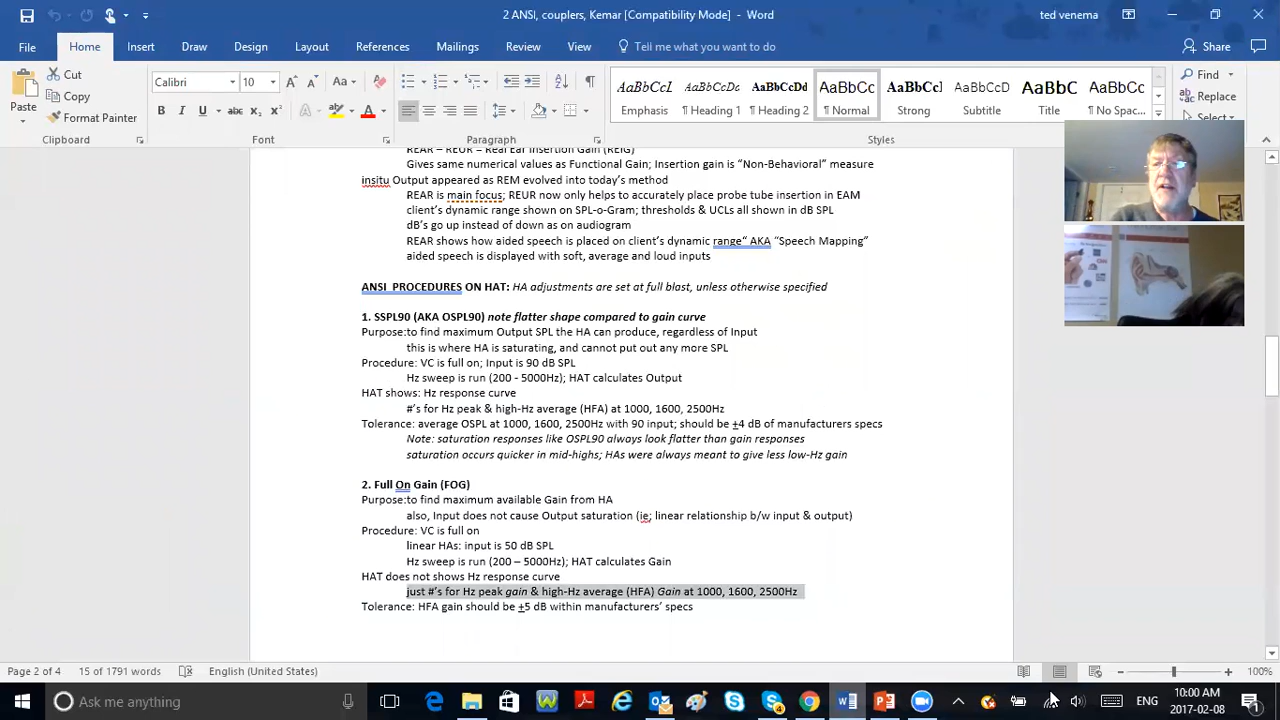 2 ANSI, couplers, Kemar [Compatibility Mode] - Word
ted venema
File Home Insert Draw Design Layout References Mailings Review View Tell me what you want to do Share
Paste
Cut
Copy
Format Painter
Clipboard
Calibri 10
Font
Paragraph
AaBbCcL AaBbCcDc AaBbCcDd AaBbCc AaBbCcI AaBbCcDd AaBbCc AaBbCc
Emphasis ¶ Heading 1 ¶ Heading 2 ¶ Normal Strong Subtitle Title ¶ No Spac...
Styles
Find
Replace
Select
REAR – REUR = Real Ear Insertion Gain (REIG)
Gives same numerical values as Functional Gain; Insertion gain is “Non-Behavioral” measure
insitu Output appeared as REM evolved into today’s method
REAR is main focus; REUR now only helps to accurately place probe tube insertion in EAM
client’s dynamic range shown on SPL-o-Gram; thresholds & UCLs all shown in dB SPL
dB’s go up instead of down as on audiogram
REAR shows how aided speech is placed on client’s dynamic range“ AKA “Speech Mapping”
aided speech is displayed with soft, average and loud inputs
ANSI PROCEDURES ON HAT: HA adjustments are set at full blast, unless otherwise specified
1. SSPL90 (AKA OSPL90) note flatter shape compared to gain curve
Purpose:to find maximum Output SPL the HA can produce, regardless of Input
this is where HA is saturating, and cannot put out any more SPL
Procedure: VC is full on; Input is 90 dB SPL
Hz sweep is run (200 - 5000Hz); HAT calculates Output
HAT shows: Hz response curve
#’s for Hz peak & high-Hz average (HFA) at 1000, 1600, 2500Hz
Tolerance: average OSPL at 1000, 1600, 2500Hz with 90 input; should be ±4 dB of manufacturers specs
Note: saturation responses like OSPL90 always look flatter than gain responses
saturation occurs quicker in mid-highs; HAs were always meant to give less low-Hz gain
2. Full On Gain (FOG)
Purpose:to find maximum available Gain from HA
also, Input does not cause Output saturation (ie; linear relationship b/w input & output)
Procedure: VC is full on
linear HAs: input is 50 dB SPL
Hz sweep is run (200 – 5000Hz); HAT calculates Gain
HAT does not shows Hz response curve
just #’s for Hz peak gain & high-Hz average (HFA) Gain at 1000, 1600, 2500Hz
Tolerance: HFA gain should be ±5 dB within manufacturers’ specs
Page 2 of 4 15 of 1791 words English (United States) 100%
Ask me anything
ENG
10:00 AM
2017-02-08